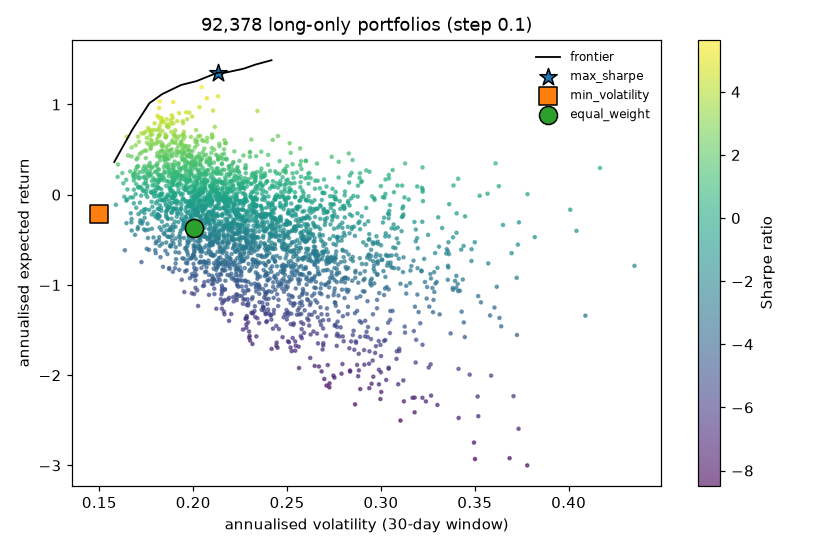 92,378 long-only portfolios (step 0.1)
frontier
max_sharpe
min_volatility
equal_weight
1
0
−1
−2
−3
annualised expected return
0.15 0.20 0.25 0.30 0.35 0.40
annualised volatility (30-day window)
4
2
0
−2
−4
−6
−8
Sharpe ratio